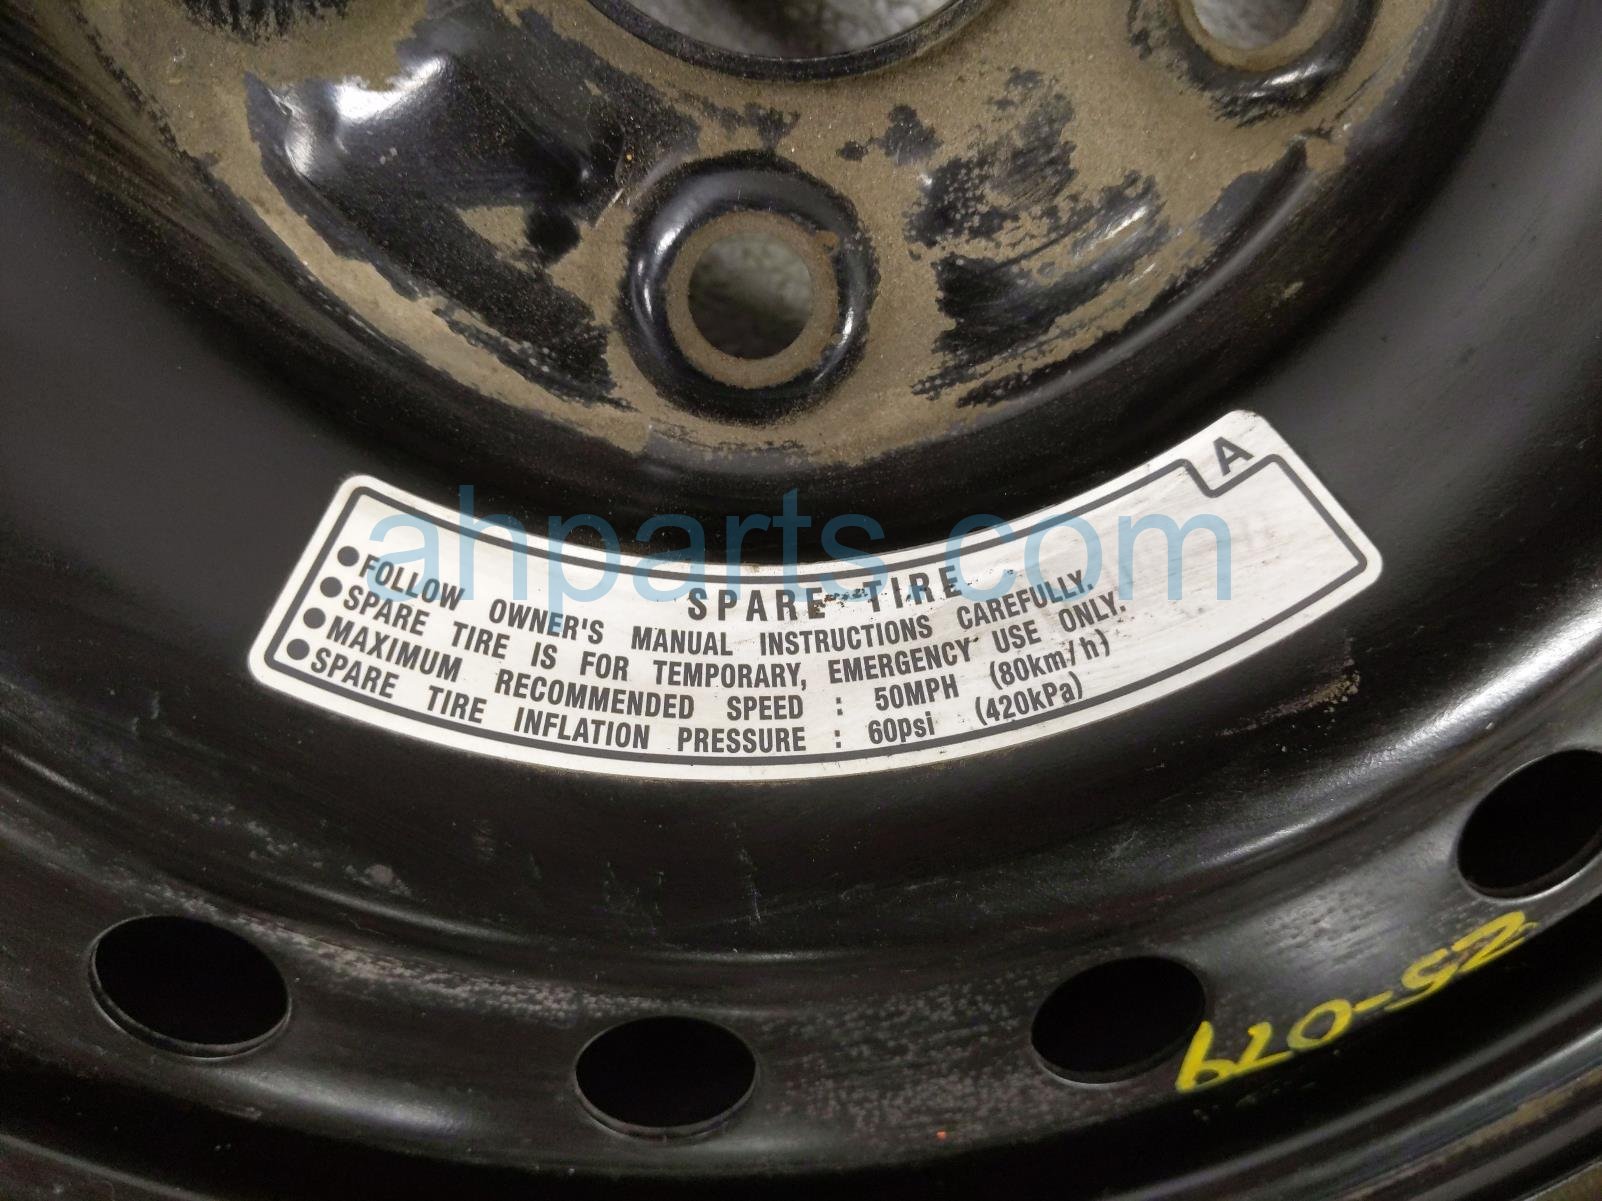 A
ahparts.com
SPARE TIRE
●FOLLOW OWNER'S MANUAL INSTRUCTIONS CAREFULLY.
●SPARE TIRE IS FOR TEMPORARY, EMERGENCY USE ONLY.
●MAXIMUM RECOMMENDED SPEED : 50MPH (80km/h)
●SPARE TIRE INFLATION PRESSURE : 60psi (420kPa)
25-079